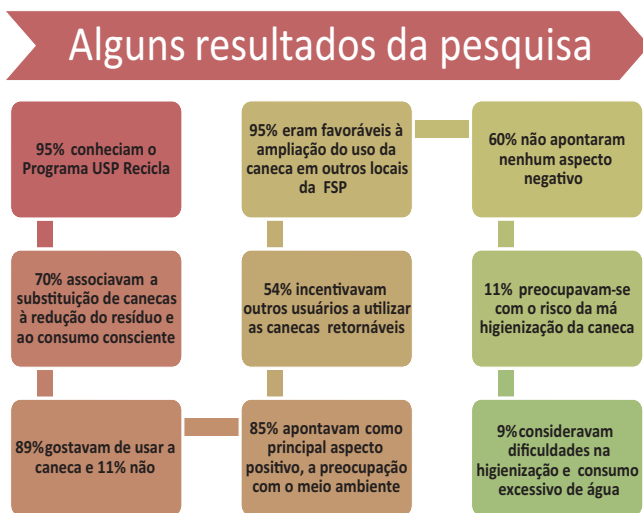 Alguns resultados da pesquisa
95% conheciam o
Programa USP Recicla
70% associavam a
substituição de canecas
à redução do resíduo e
ao consumo consciente
89%gostavam de usar a
caneca e 11% não
85% apontavam como
principal aspecto
positivo, a preocupação
com o meio ambiente
54% incentivavam
outros usuários a utilizar
as canecas retornáveis
95% eram favoráveis à
ampliação do uso da
caneca em outros locais
da FSP
60% não apontaram
nenhum aspecto
negativo
11% preocupavam-se
com o risco da má
higienização da caneca
9%consideravam
dificuldades na
higienização e consumo
excessivo de água